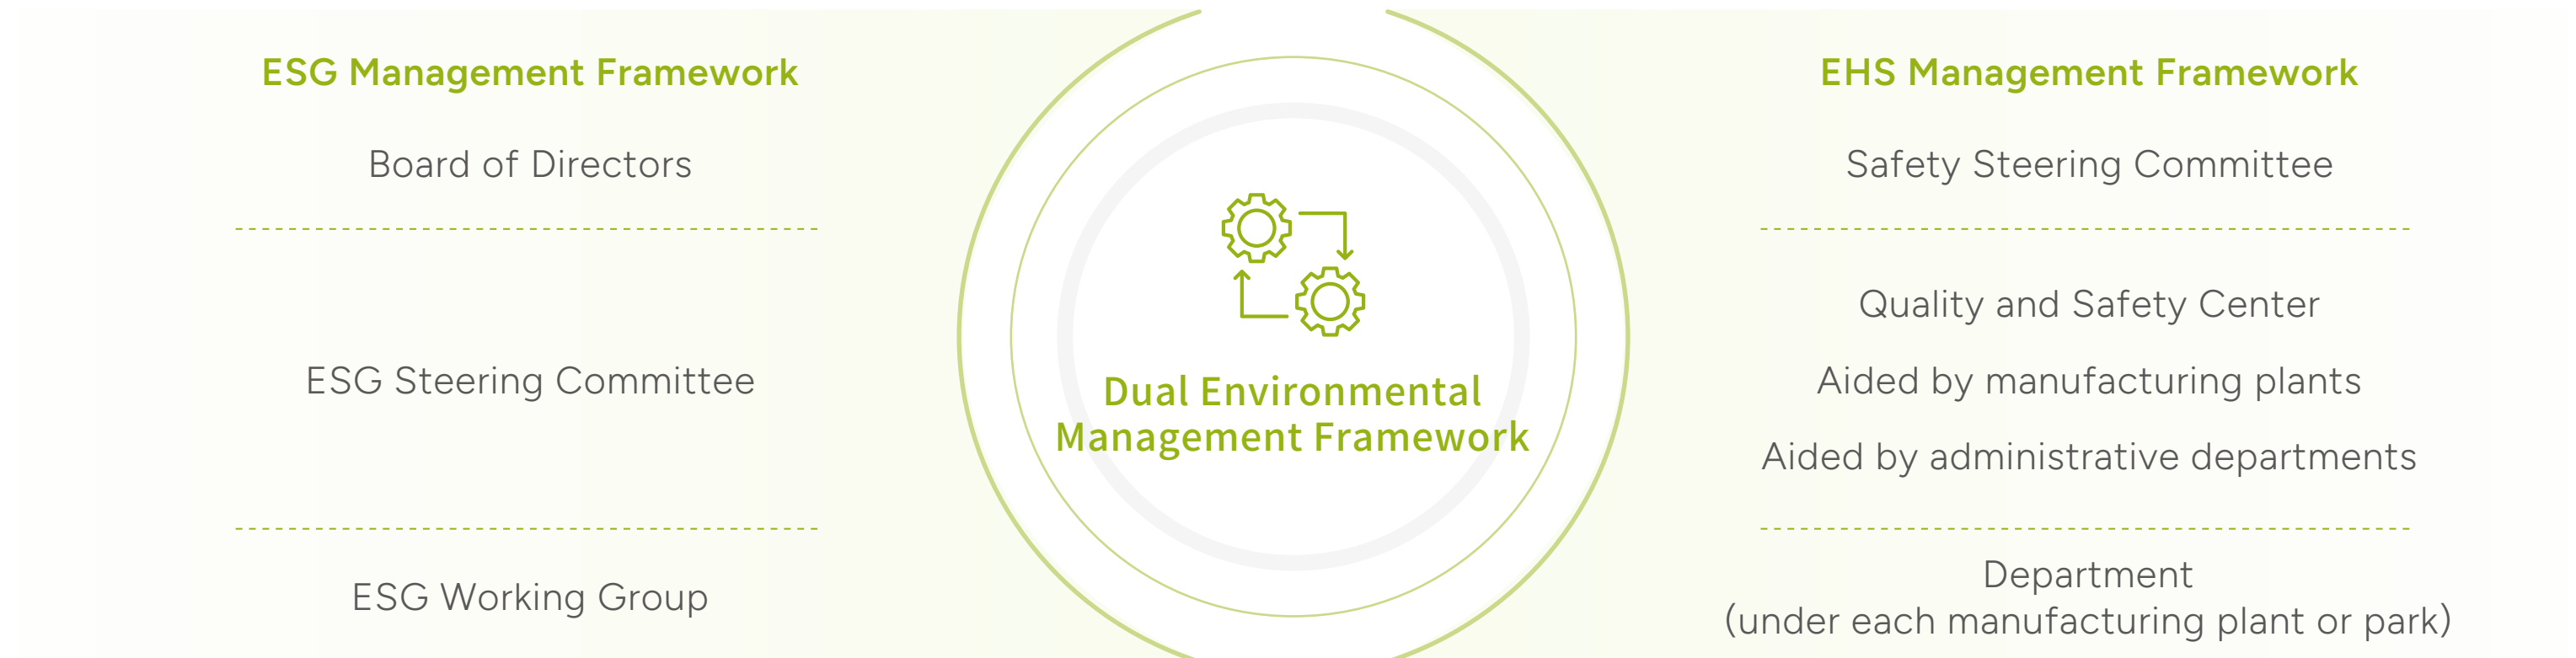 ESG Management Framework
Board of Directors
ESG Steering Committee
ESG Working Group
Dual Environmental
Management Framework
EHS Management Framework
Safety Steering Committee
Quality and Safety Center
Aided by manufacturing plants
Aided by administrative departments
Department
(under each manufacturing plant or park)